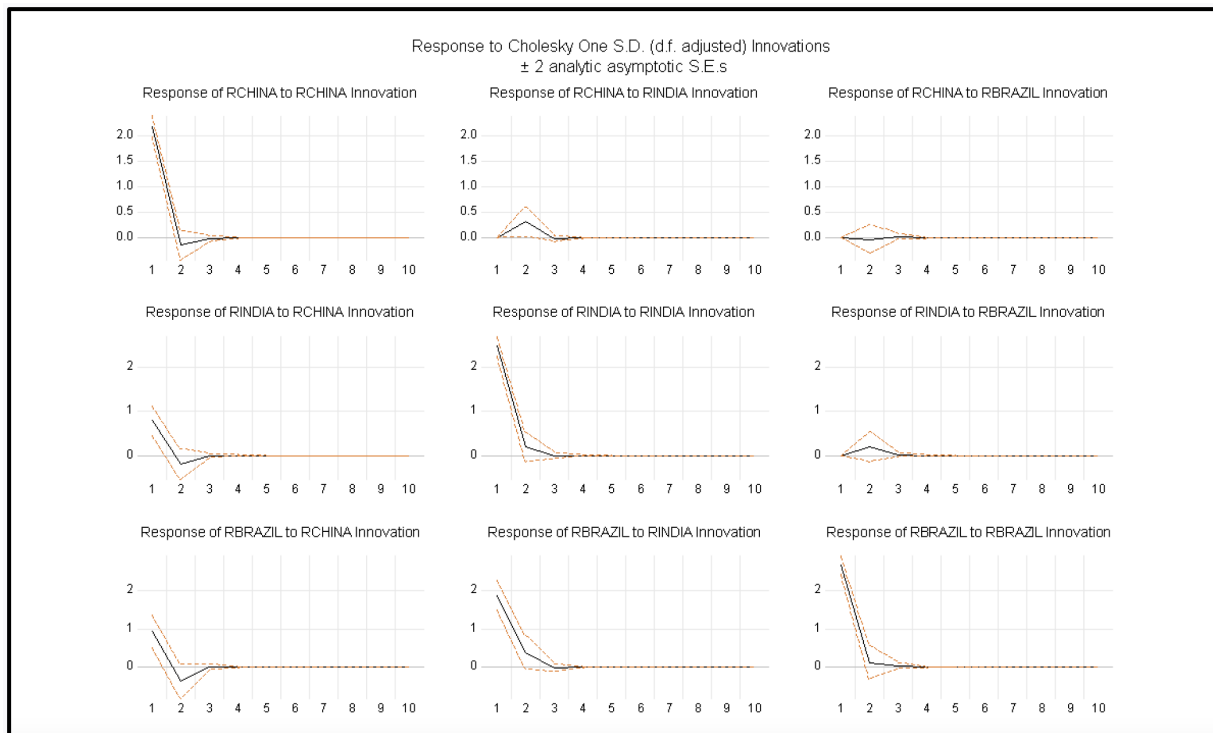 Response to Cholesky One S.D. (d.f. adjusted) Innovations
± 2 analytic asymptotic S.E.s
Response of RCHINA to RCHINA Innovation
2.0
1.5
1.0
0.5
0.0
1 2 3 4 5 6 7 8 9 10
Response of RCHINA to RINDIA Innovation
2.0
1.5
1.0
0.5
0.0
1 2 3 4 5 6 7 8 9 10
Response of RCHINA to RBRAZIL Innovation
2.0
1.5
1.0
0.5
0.0
1 2 3 4 5 6 7 8 9 10
Response of RINDIA to RCHINA Innovation
2
1
0
1 2 3 4 5 6 7 8 9 10
Response of RINDIA to RINDIA Innovation
2
1
0
1 2 3 4 5 6 7 8 9 10
Response of RINDIA to RBRAZIL Innovation
2
1
0
1 2 3 4 5 6 7 8 9 10
Response of RBRAZIL to RCHINA Innovation
2
1
0
1 2 3 4 5 6 7 8 9 10
Response of RBRAZIL to RINDIA Innovation
2
1
0
1 2 3 4 5 6 7 8 9 10
Response of RBRAZIL to RBRAZIL Innovation
2
1
0
1 2 3 4 5 6 7 8 9 10